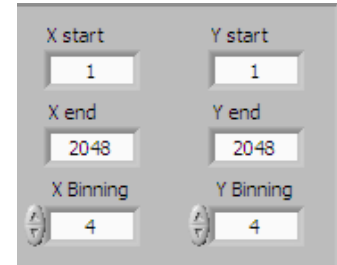 X start Y start
1 1
X end Y end
2048 2048
X Binning Y Binning
4 4